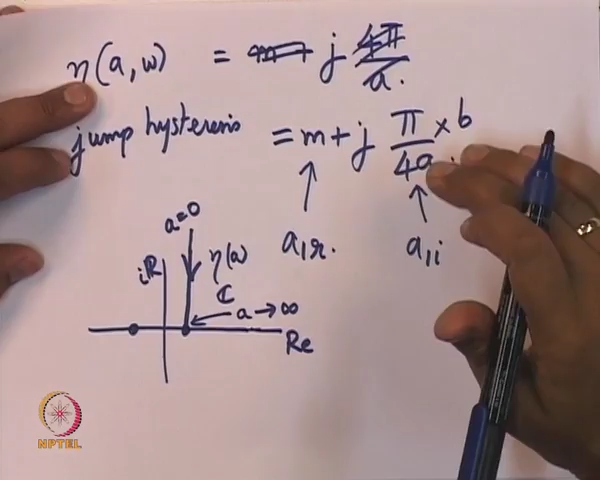 η(a, w) = m + j 4π/a.
jump hysteresis = m + j π/4a × b
a1r. a1i
a=0
iR η(a)
ℂ
a → ∞
Re
NPTEL